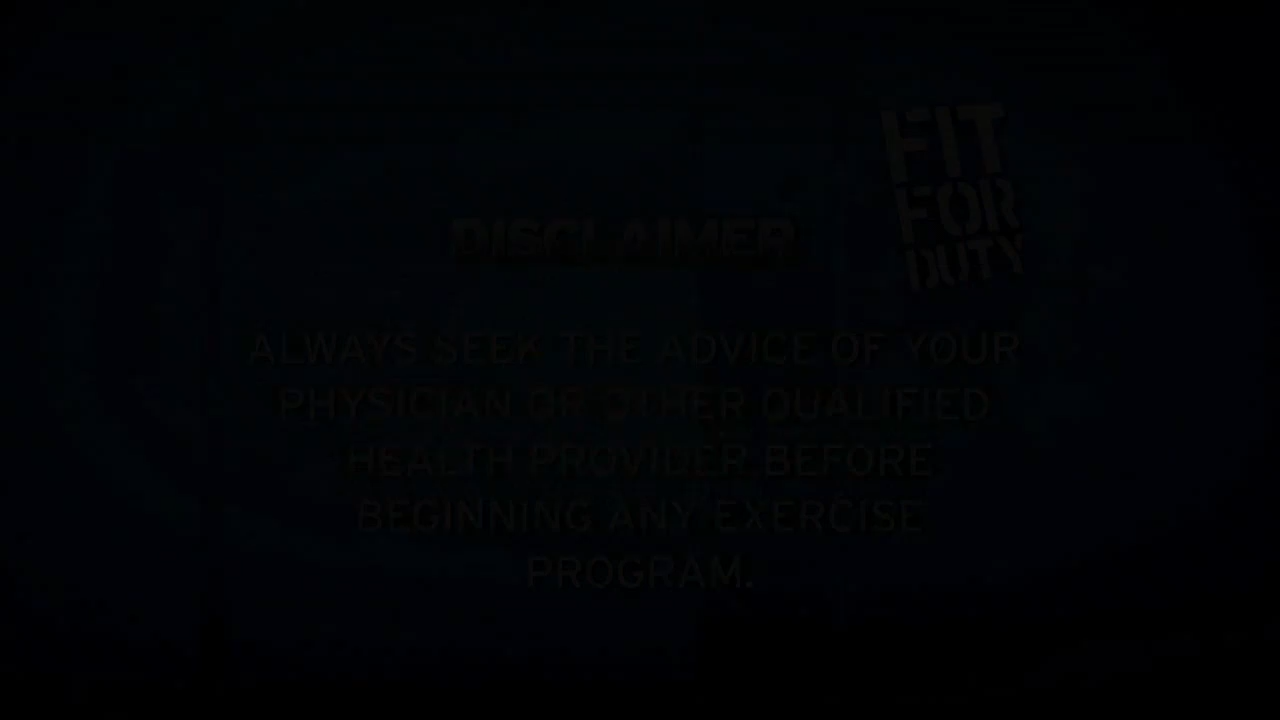 FIT
FOR
DUTY
DISCLAIMER
ALWAYS SEEK THE ADVICE OF YOUR
PHYSICIAN OR OTHER QUALIFIED
HEALTH PROVIDER BEFORE
BEGINNING ANY EXERCISE
PROGRAM.